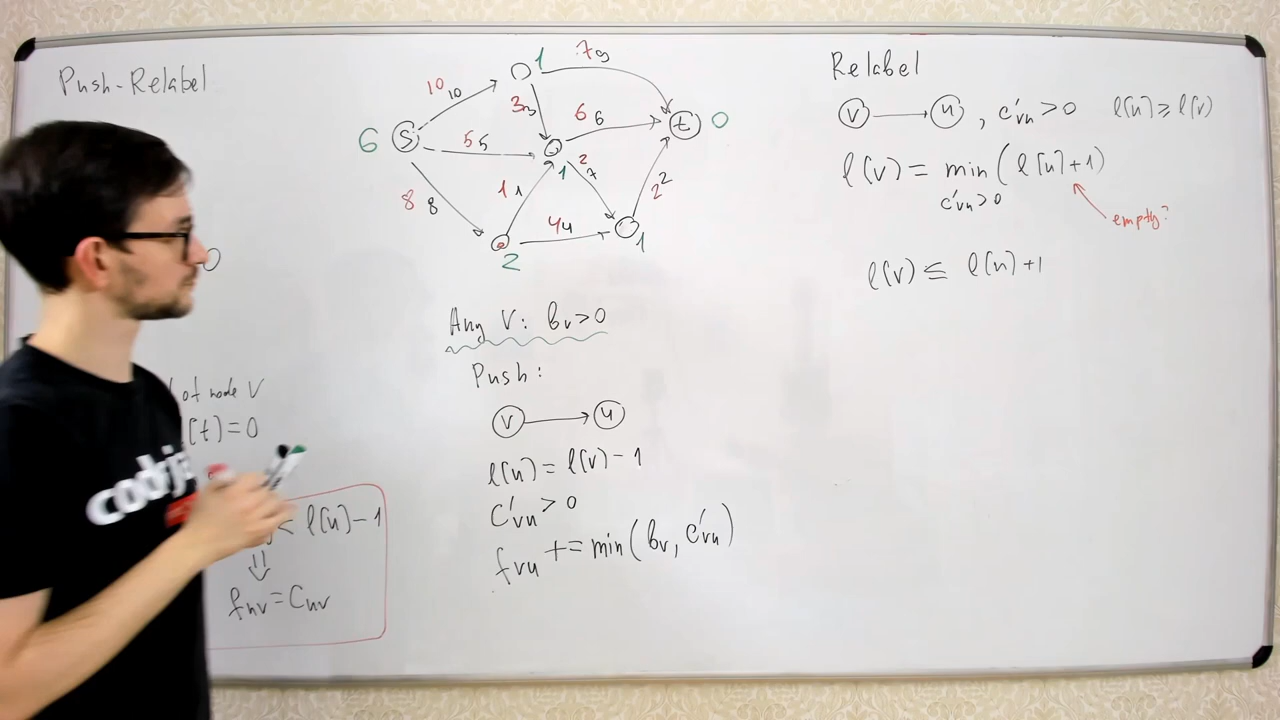 Push-Relabel
of node V
[t)=0
< l[u]-1
⇓
fuv=Cuv
6
S
10 10
5 5
8 8
1
3 3
7 9
6 6
t
0
1
2 7
1 1
4 4
2 2
2
1
Any V: bv>0
Push:
v → u
l(u)=l(v)-1
c'vu>0
fvu+=min(bv, c'vu)
Relabel
v → u, c'vu>0 l[u]≥l(v)
l(v)=min(l[u]+1)
c'vu>0
empty?
l(v)≤l(u)+1